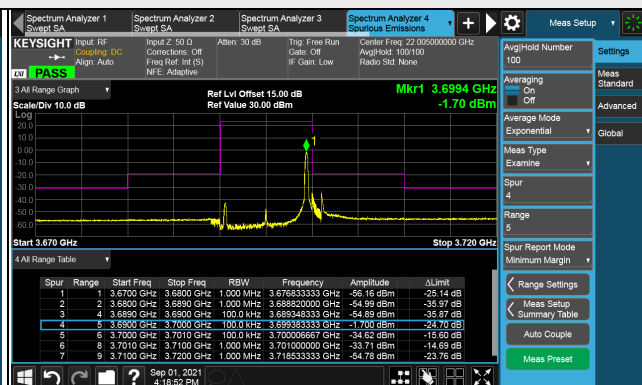 Spectrum Analyzer 1
Swept SA
Spectrum Analyzer 2
Swept SA
Spectrum Analyzer 3
Swept SA
Spectrum Analyzer 4
Spurious Emissions
Meas Setup
KEYSIGHT
Input: RF
Coupling: DC
Align: Auto
Input Z: 50 Ω
Corrections: Off
Freq Ref: Int (S)
NFE: Adaptive
Atten: 30 dB
Trig: Free Run
Gate: Off
IF Gain: Low
Center Freq: 22.005000000 GHz
Avg|Hold: 100/100
Radio Std: None
LXI PASS
3 All Range Graph
Scale/Div 10.0 dB
Ref Lvl Offset 15.00 dB
Ref Value 30.00 dBm
Mkr1 3.6994 GHz
-1.70 dBm
Log
20.0
10.0
0.00
-10.0
-20.0
-30.0
-40.0
-50.0
-60.0
1
Start 3.670 GHz
Stop 3.720 GHz
4 All Range Table
Spur Range Start Freq Stop Freq RBW Frequency Amplitude ΔLimit
1 1 3.6700 GHz 3.6800 GHz 1.000 MHz 3.676833333 GHz -56.16 dBm -25.14 dB
2 2 3.6800 GHz 3.6890 GHz 1.000 MHz 3.688820000 GHz -54.99 dBm -35.97 dB
3 4 3.6890 GHz 3.6900 GHz 100.0 kHz 3.689348333 GHz -54.89 dBm -35.87 dB
4 5 3.6900 GHz 3.7000 GHz 100.0 kHz 3.699383333 GHz -1.700 dBm -24.70 dB
5 6 3.7000 GHz 3.7010 GHz 100.0 kHz 3.700006667 GHz -34.62 dBm -15.60 dB
6 8 3.7010 GHz 3.7100 GHz 1.000 MHz 3.701000000 GHz -33.71 dBm -14.69 dB
7 9 3.7100 GHz 3.7200 GHz 1.000 MHz 3.718533333 GHz -54.78 dBm -23.76 dB
Avg|Hold Number
100
Averaging
On
Off
Average Mode
Exponential
Meas Type
Examine
Spur
4
Range
5
Spur Report Mode
Minimum Margin
Range Settings
Meas Setup
Summary Table
Auto Couple
Meas Preset
Settings
Meas
Standard
Advanced
Global
?
Sep 01, 2021
4:18:52 PM